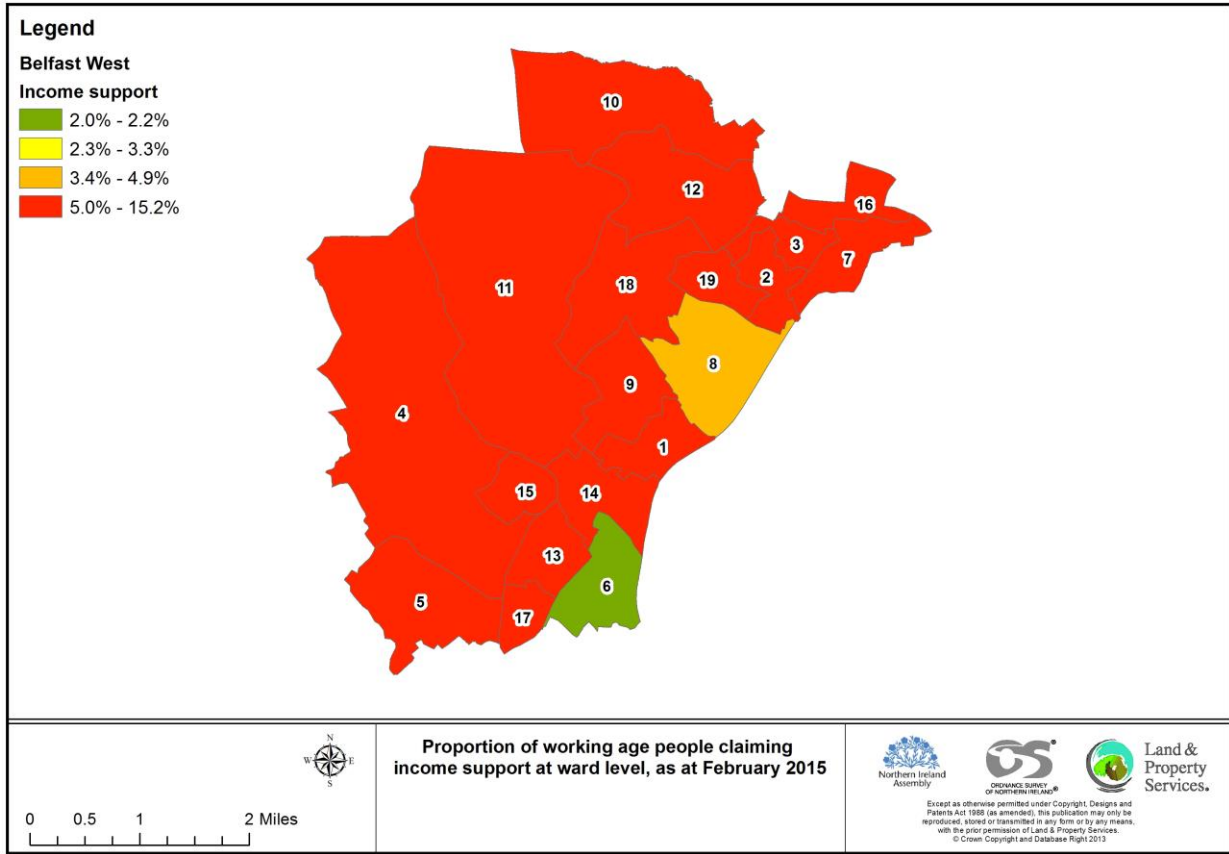 Legend
Belfast West
Income support
2.0% - 2.2%
2.3% - 3.3%
3.4% - 4.9%
5.0% - 15.2%
10
12
16
3
7
2
19
18
11
8
9
4
1
15
14
13
6
5
17
N
W E
S
0 0.5 1 2 Miles
Proportion of working age people claiming
income support at ward level, as at February 2015
Northern Ireland
Assembly
OS®
ORDNANCE SURVEY
OF NORTHERN IRELAND®
Land &
Property
Services.
Except as otherwise permitted under Copyright, Designs and
Patents Act 1988 (as amended), this publication may only be
reproduced, stored or transmitted in any form or by any means,
with the prior permission of Land & Property Services.
© Crown Copyright and Database Right 2013